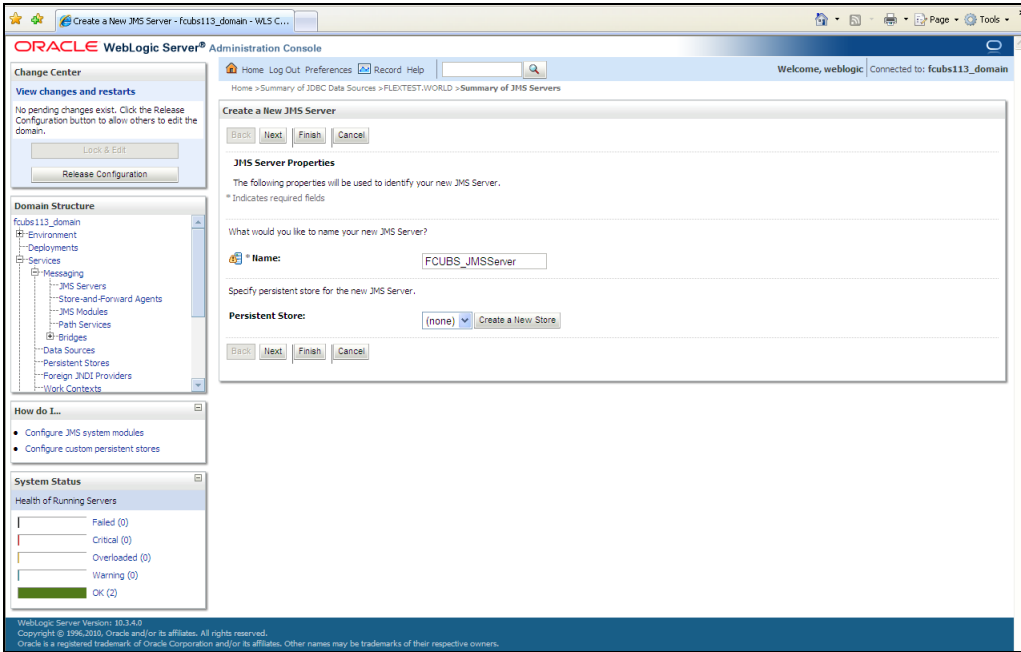 Create a New JMS Server - fcubs113_domain - WLS C...
Page
Tools
ORACLE WebLogic Server® Administration Console
Change Center
View changes and restarts
No pending changes exist. Click the Release
Configuration button to allow others to edit the
domain.
Lock & Edit
Release Configuration
Domain Structure
fcubs113_domain
Environment
Deployments
Services
Messaging
JMS Servers
Store-and-Forward Agents
JMS Modules
Path Services
Bridges
Data Sources
Persistent Stores
Foreign JNDI Providers
Work Contexts
How do I...
Configure JMS system modules
Configure custom persistent stores
System Status
Health of Running Servers
Failed (0)
Critical (0)
Overloaded (0)
Warning (0)
OK (2)
Home Log Out Preferences Record Help
Welcome, weblogic Connected to: fcubs113_domain
Home >Summary of JDBC Data Sources >FLEXTEST.WORLD >Summary of JMS Servers
Create a New JMS Server
Back Next Finish Cancel
JMS Server Properties
The following properties will be used to identify your new JMS Server.
* Indicates required fields
What would you like to name your new JMS Server?
* Name: FCUBS_JMSServer
Specify persistent store for the new JMS Server.
Persistent Store: (none) Create a New Store
Back Next Finish Cancel
WebLogic Server Version: 10.3.4.0
Copyright © 1996,2010, Oracle and/or its affiliates. All rights reserved.
Oracle is a registered trademark of Oracle Corporation and/or its affiliates. Other names may be trademarks of their respective owners.